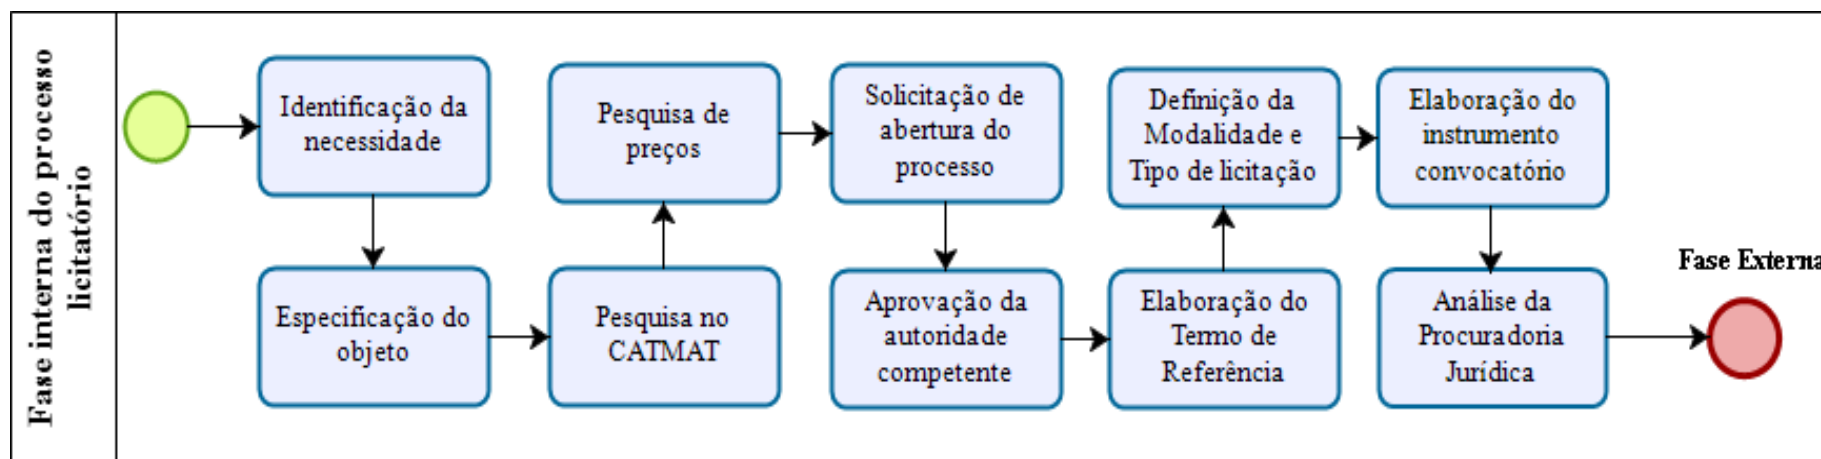 Fase interna do processo
licitatório
Identificação da
necessidade
Especificação do
objeto
Pesquisa no
CATMAT
Pesquisa de
preços
Solicitação de
abertura do
processo
Aprovação da
autoridade
competente
Elaboração do
Termo de
Referência
Definição da
Modalidade e
Tipo de licitação
Elaboração do
instrumento
convocatório
Análise da
Procuradoria
Jurídica
Fase Externa